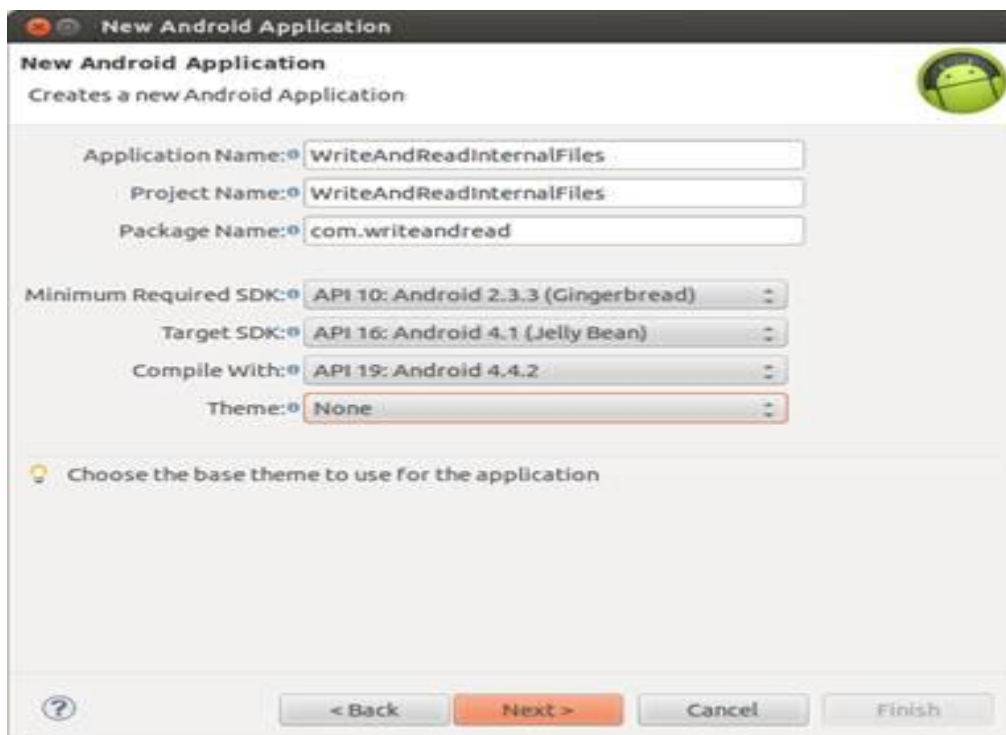 New Android Application
New Android Application
Creates a new Android Application
Application Name: WriteAndReadInternalFiles
Project Name: WriteAndReadInternalFiles
Package Name: com.writeandread
Minimum Required SDK: API 10: Android 2.3.3 (Gingerbread)
Target SDK: API 16: Android 4.1 (Jelly Bean)
Compile With: API 19: Android 4.4.2
Theme: None
Choose the base theme to use for the application
? < Back Next > Cancel Finish